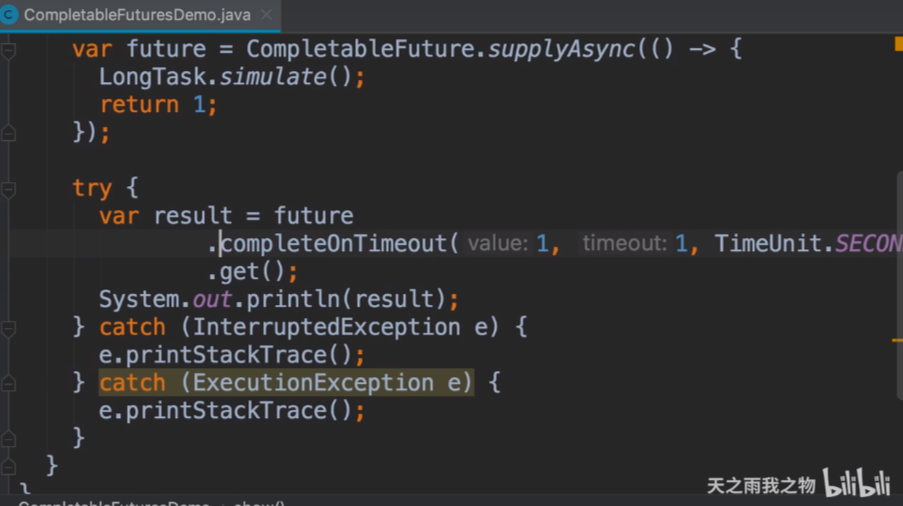 CompletableFuturesDemo.java
var future = CompletableFuture.supplyAsync(() -> {
LongTask.simulate();
return 1;
});
try {
var result = future
.completeOnTimeout( value: 1, timeout: 1, TimeUnit.SECON
.get();
System.out.println(result);
} catch (InterruptedException e) {
e.printStackTrace();
} catch (ExecutionException e) {
e.printStackTrace();
}
}
}
天之雨我之物 bilibili
CompletableFuturesDemo show()